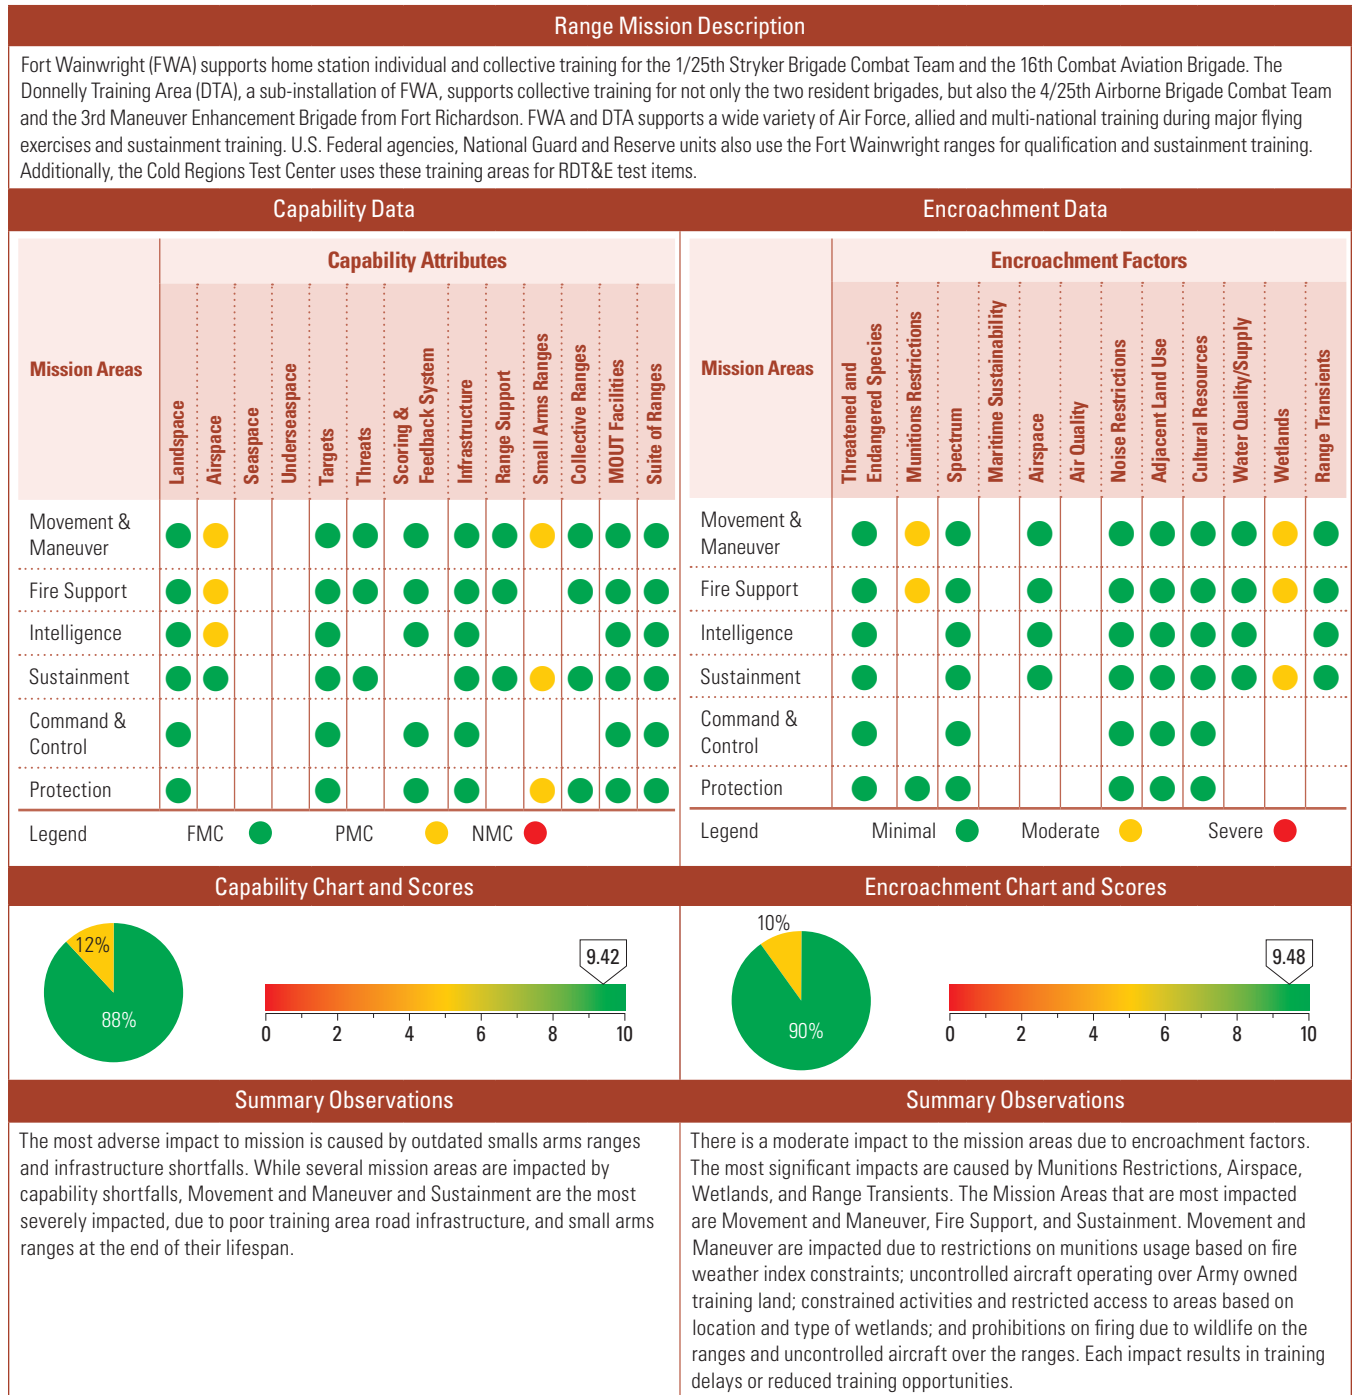 Range Mission Description
Fort Wainwright (FWA) supports home station individual and collective training for the 1/25th Stryker Brigade Combat Team and the 16th Combat Aviation Brigade. The
Donnelly Training Area (DTA), a sub-installation of FWA, supports collective training for not only the two resident brigades, but also the 4/25th Airborne Brigade Combat Team
and the 3rd Maneuver Enhancement Brigade from Fort Richardson. FWA and DTA supports a wide variety of Air Force, allied and multi-national training during major flying
exercises and sustainment training. U.S. Federal agencies, National Guard and Reserve units also use the Fort Wainwright ranges for qualification and sustainment training.
Additionally, the Cold Regions Test Center uses these training areas for RDT&E test items.
Capability Data
Mission Areas
Capability Attributes
Landspace
Airspace
Seaspace
Underseaspace
Targets
Threats
Scoring &
Feedback System
Infrastructure
Range Support
Small Arms Ranges
Collective Ranges
MOUT Facilities
Suite of Ranges
Movement &
Maneuver
Fire Support
Intelligence
Sustainment
Command &
Control
Protection
Legend FMC PMC NMC
Encroachment Data
Mission Areas
Encroachment Factors
Threatened and
Endangered Species
Munitions Restrictions
Spectrum
Maritime Sustainability
Airspace
Air Quality
Noise Restrictions
Adjacent Land Use
Cultural Resources
Water Quality/Supply
Wetlands
Range Transients
Movement &
Maneuver
Fire Support
Intelligence
Sustainment
Command &
Control
Protection
Legend Minimal Moderate Severe
Capability Chart and Scores
12%
88%
9.42
0 2 4 6 8 10
Encroachment Chart and Scores
10%
90%
9.48
0 2 4 6 8 10
Summary Observations
The most adverse impact to mission is caused by outdated smalls arms ranges
and infrastructure shortfalls. While several mission areas are impacted by
capability shortfalls, Movement and Maneuver and Sustainment are the most
severely impacted, due to poor training area road infrastructure, and small arms
ranges at the end of their lifespan.
Summary Observations
There is a moderate impact to the mission areas due to encroachment factors.
The most significant impacts are caused by Munitions Restrictions, Airspace,
Wetlands, and Range Transients. The Mission Areas that are most impacted
are Movement and Maneuver, Fire Support, and Sustainment. Movement and
Maneuver are impacted due to restrictions on munitions usage based on fire
weather index constraints; uncontrolled aircraft operating over Army owned
training land; constrained activities and restricted access to areas based on
location and type of wetlands; and prohibitions on firing due to wildlife on the
ranges and uncontrolled aircraft over the ranges. Each impact results in training
delays or reduced training opportunities.